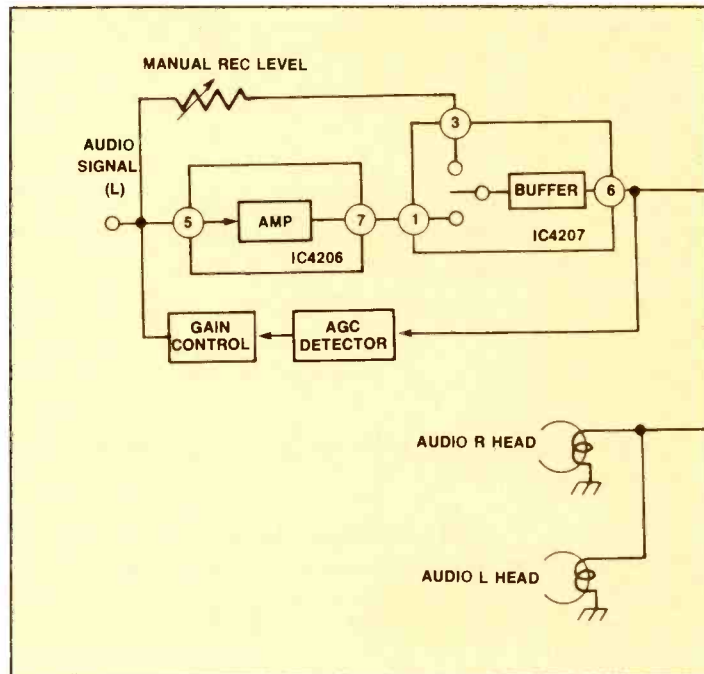 MANUAL REC LEVEL
3
AUDIO
SIGNAL
(L)
5
AMP
7
1
BUFFER
6
IC4206
IC4207
GAIN
CONTROL
AGC
DETECTOR
AUDIO R HEAD
AUDIO L HEAD